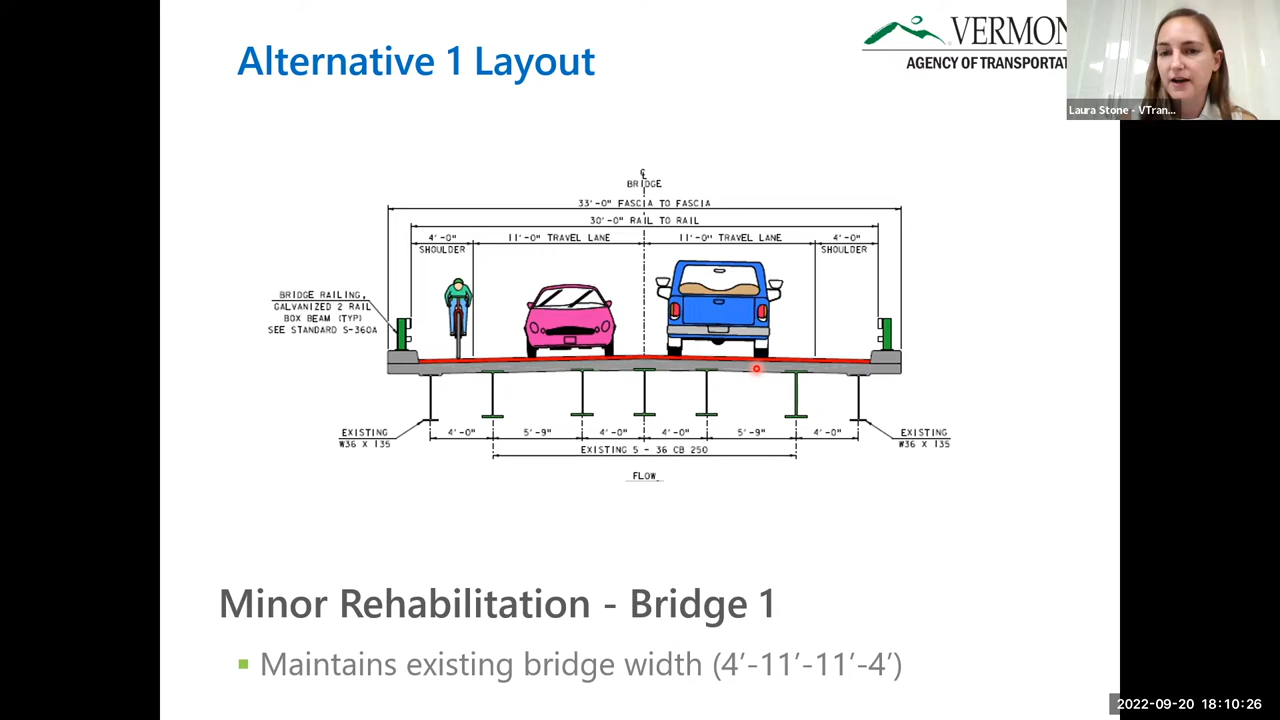 Alternative 1 Layout
VERMON
AGENCY OF TRANSPORTAT
Laura Stone - VTran...
℄
BRIDGE
33'-0" FASCIA TO FASCIA
30'-0" RAIL TO RAIL
4'-0"
SHOULDER
11'-0" TRAVEL LANE
11'-0" TRAVEL LANE
4'-0"
SHOULDER
BRIDGE RAILING,
GALVANIZED 2 RAIL
BOX BEAM (TYP)
SEE STANDARD S-360A
EXISTING
W36 X 135
4'-0"
5'-9"
4'-0"
4'-0"
5'-9"
4'-0"
EXISTING
W36 X 135
EXISTING 5 - 36 CB 250
FLOW
Minor Rehabilitation - Bridge 1
Maintains existing bridge width (4’-11’-11’-4’)
2022-09-20 18:10:26